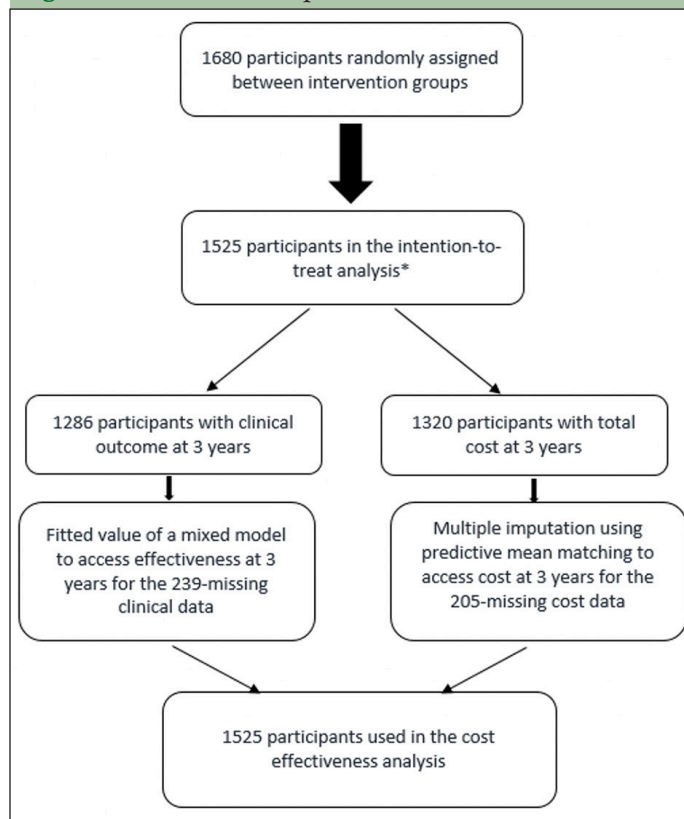 1680 participants randomly assigned
between intervention groups
1525 participants in the intention-to-
treat analysis*
1286 participants with clinical
outcome at 3 years
1320 participants with total
cost at 3 years
Fitted value of a mixed model
to access effectiveness at 3
years for the 239-missing
clinical data
Multiple imputation using
predictive mean matching to
access cost at 3 years for the
205-missing cost data
1525 participants used in the cost
effectiveness analysis